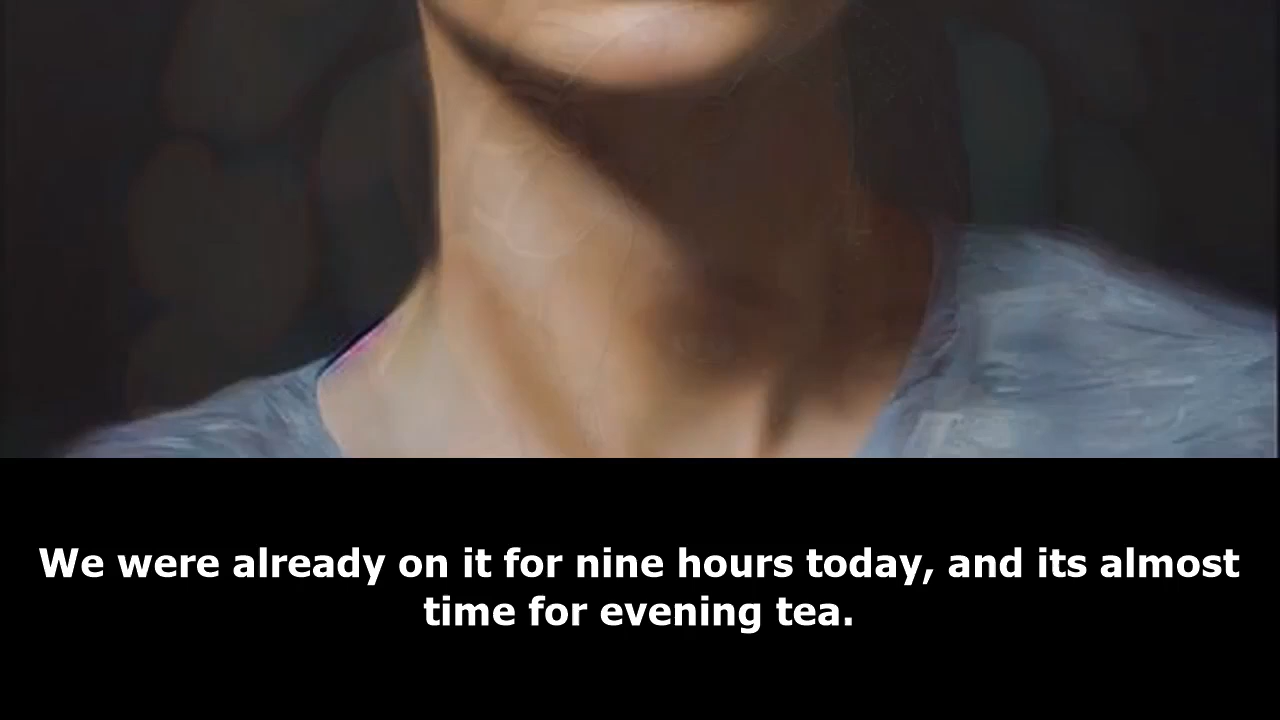 We were already on it for nine hours today, and its almost
time for evening tea.